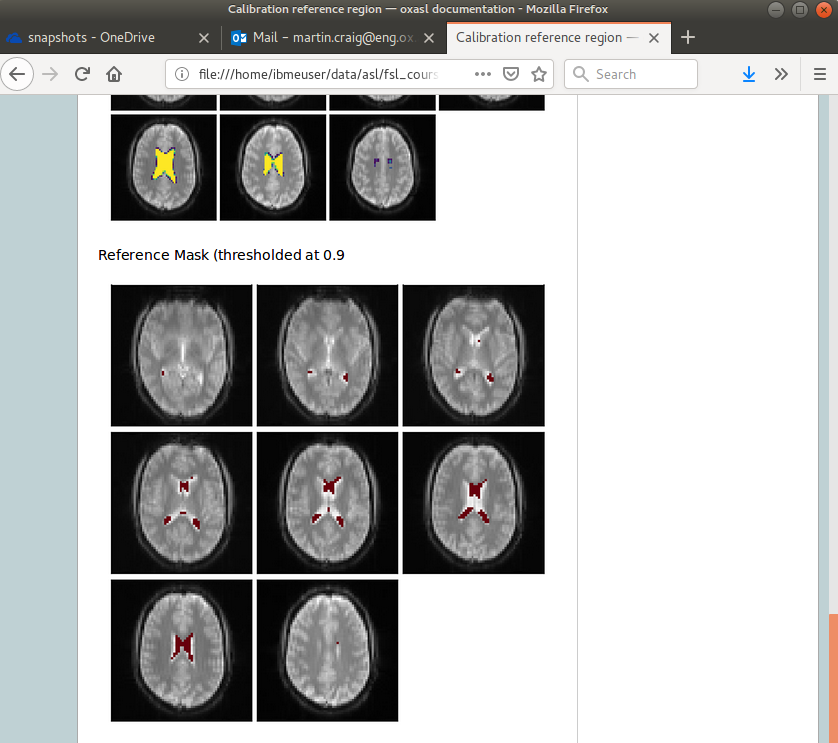 Calibration reference region — oxasl documentation - Mozilla Firefox
snapshots - OneDrive
Mail – martin.craig@eng.ox.
Calibration reference region —
file:///home/ibmeuser/data/asl/fsl_cours
Search
Reference Mask (thresholded at 0.9